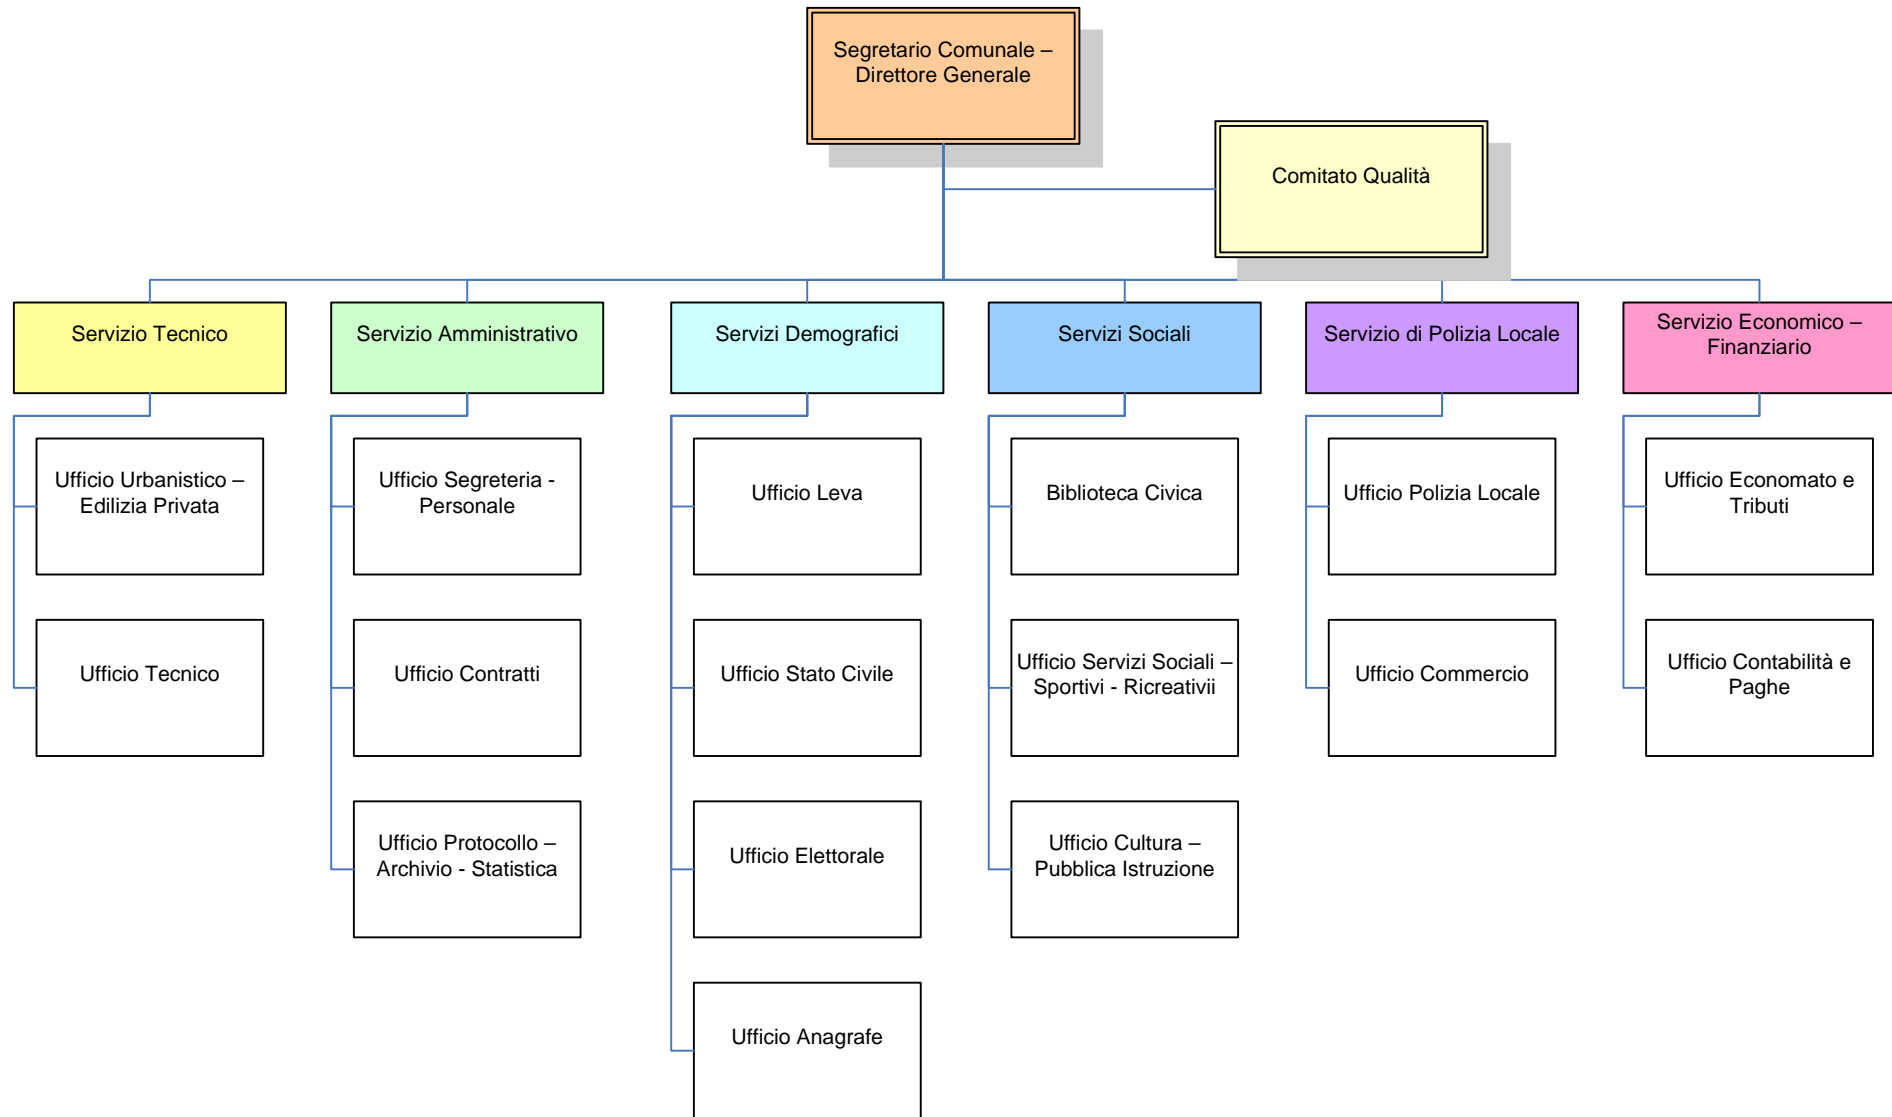 Segretario Comunale –
Direttore Generale
Comitato Qualità
Servizio Tecnico
Servizio Amministrativo
Servizi Demografici
Servizi Sociali
Servizio di Polizia Locale
Servizio Economico –
Finanziario
Ufficio Urbanistico –
Edilizia Privata
Ufficio Segreteria -
Personale
Ufficio Leva
Biblioteca Civica
Ufficio Polizia Locale
Ufficio Economato e
Tributi
Ufficio Tecnico
Ufficio Contratti
Ufficio Stato Civile
Ufficio Servizi Sociali –
Sportivi - Ricreativii
Ufficio Commercio
Ufficio Contabilità e
Paghe
Ufficio Protocollo –
Archivio - Statistica
Ufficio Elettorale
Ufficio Cultura –
Pubblica Istruzione
Ufficio Anagrafe